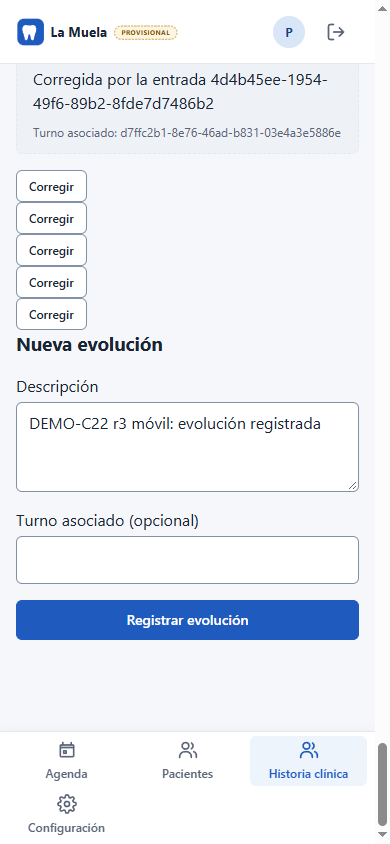 La Muela
PROVISIONAL
P
Corregida por la entrada 4d4b45ee-1954-
49f6-89b2-8fde7d7486b2
Turno asociado: d7ffc2b1-8e76-46ad-b831-03e4a3e5886e
Corregir
Corregir
Corregir
Corregir
Corregir
Nueva evolución
Descripción
DEMO-C22 r3 móvil: evolución registrada
Turno asociado (opcional)
Registrar evolución
Agenda
Pacientes
Historia clínica
Configuración